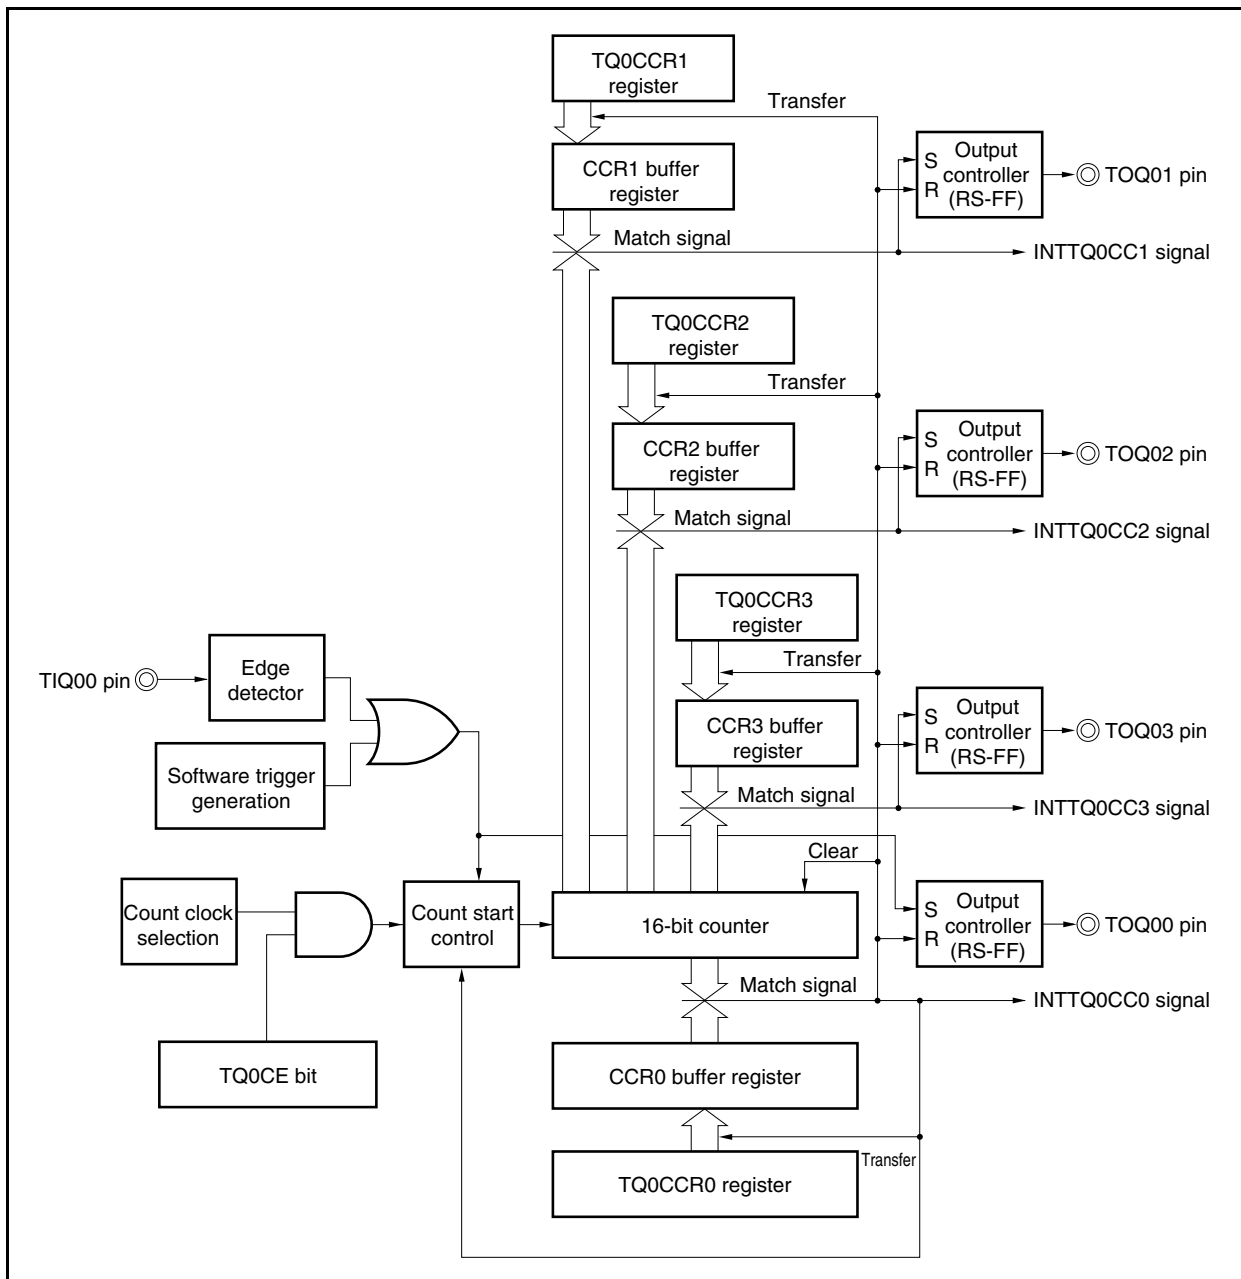 TQ0CCR1
register
Transfer
CCR1 buffer
register
S
R
Output
controller
(RS-FF)
TOQ01 pin
Match signal
INTTQ0CC1 signal
TQ0CCR2
register
Transfer
CCR2 buffer
register
S
R
Output
controller
(RS-FF)
TOQ02 pin
Match signal
INTTQ0CC2 signal
TQ0CCR3
register
Transfer
TIQ00 pin
Edge
detector
CCR3 buffer
register
S
R
Output
controller
(RS-FF)
TOQ03 pin
Software trigger
generation
Match signal
INTTQ0CC3 signal
Clear
Count clock
selection
Count start
control
16-bit counter
S
R
Output
controller
(RS-FF)
TOQ00 pin
Match signal
INTTQ0CC0 signal
TQ0CE bit
CCR0 buffer register
Transfer
TQ0CCR0 register